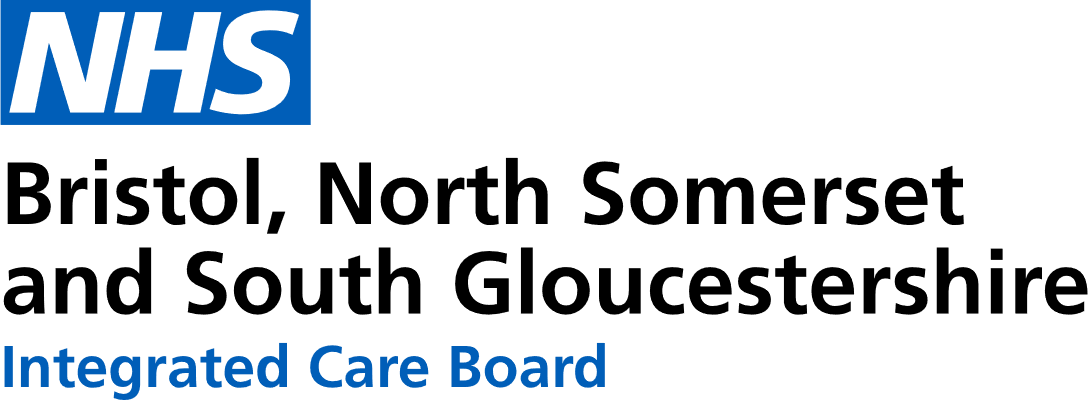 NHS
Bristol, North Somerset
and South Gloucestershire
Integrated Care Board